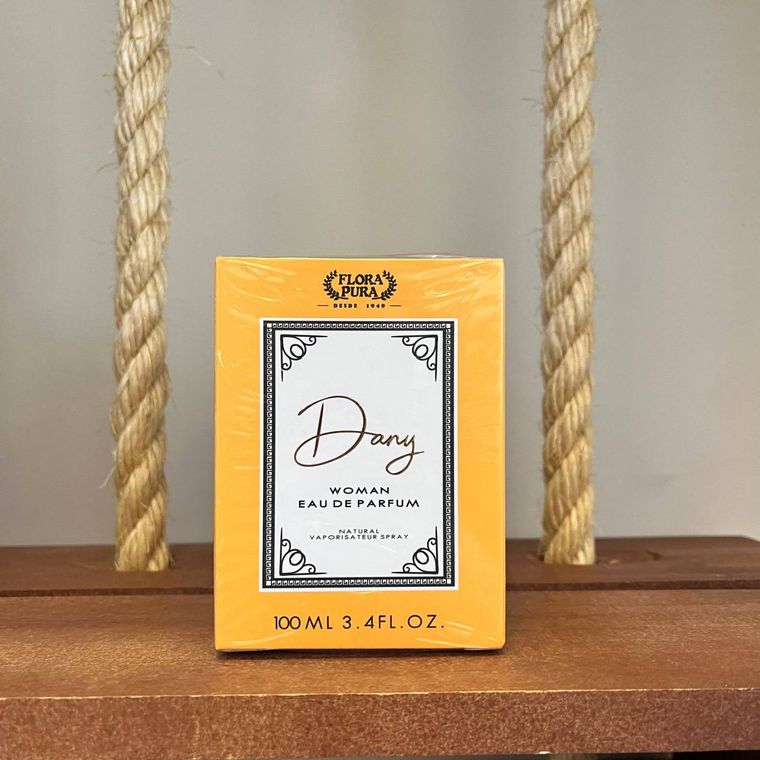 FLORA
PURA
DESDE 1949
Dany
WOMAN
EAU DE PARFUM
NATURAL
VAPORISATEUR SPRAY
100 ML 3.4FL.OZ.